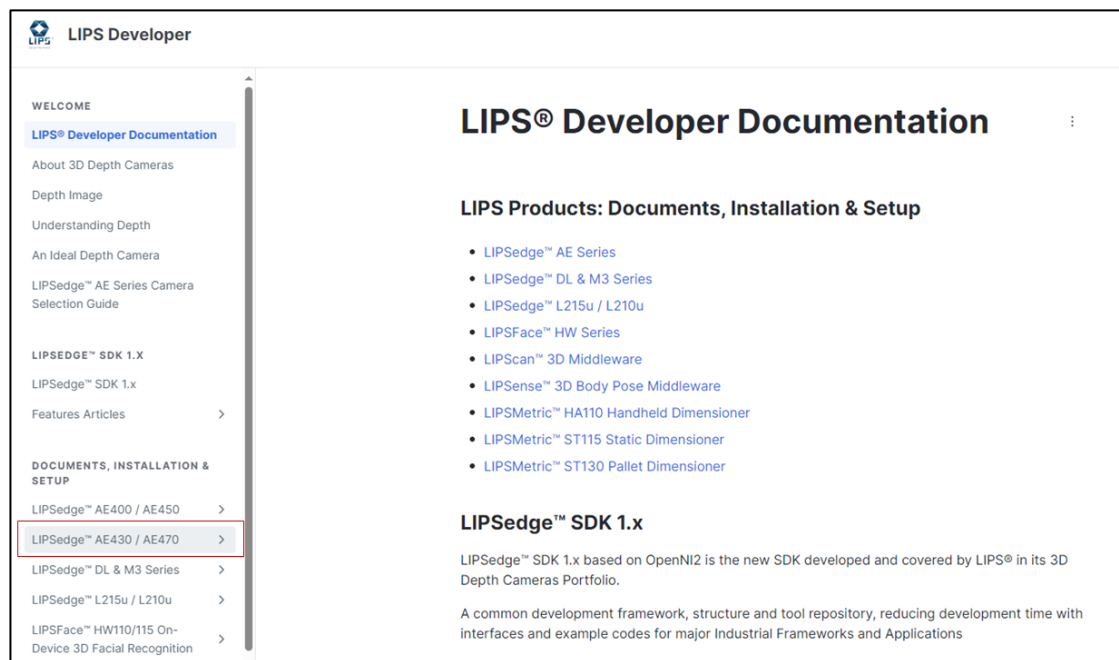 LIPS
LIPS Developer
WELCOME
LIPS® Developer Documentation
About 3D Depth Cameras
Depth Image
Understanding Depth
An Ideal Depth Camera
LIPSedge™ AE Series Camera
Selection Guide
LIPSEDGE™ SDK 1.X
LIPSedge™ SDK 1.x
Features Articles
DOCUMENTS, INSTALLATION &
SETUP
LIPSedge™ AE400 / AE450
LIPSedge™ AE430 / AE470
LIPSedge™ DL & M3 Series
LIPSedge™ L215u / L210u
LIPSFace™ HW110/115 On-
Device 3D Facial Recognition
LIPS® Developer Documentation
LIPS Products: Documents, Installation & Setup
• LIPSedge™ AE Series
• LIPSedge™ DL & M3 Series
• LIPSedge™ L215u / L210u
• LIPSFace™ HW Series
• LIPScan™ 3D Middleware
• LIPSense™ 3D Body Pose Middleware
• LIPSMetric™ HA110 Handheld Dimensioner
• LIPSMetric™ ST115 Static Dimensioner
• LIPSMetric™ ST130 Pallet Dimensioner
LIPSedge™ SDK 1.x
LIPSedge™ SDK 1.x based on OpenNI2 is the new SDK developed and covered by LIPS® in its 3D
Depth Cameras Portfolio.
A common development framework, structure and tool repository, reducing development time with
interfaces and example codes for major Industrial Frameworks and Applications